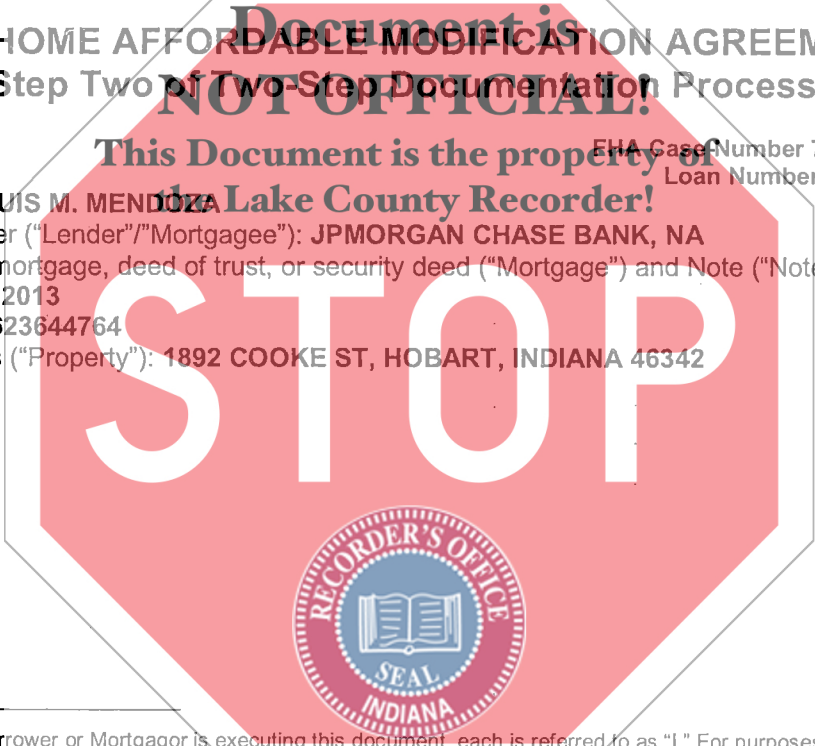 Document is
HOME AFFORDABLE MODIFICATION AGREEM
Step Two of Two-Step Documentation Process
NOT OFFICIAL!
This Document is the property of
FHA Case Number 7
Loan Number
the Lake County Recorder!
UIS M. MENDOZA
er ("Lender"/"Mortgagee"): JPMORGAN CHASE BANK, NA
mortgage, deed of trust, or security deed ("Mortgage") and Note ("Note
2013
623644764
s ("Property"): 1892 COOKE ST, HOBART, INDIANA 46342
STOP
RECORDER'S OFFICE
SEAL
INDIANA
rrower or Mortgagor is executing this document, each is referred to as "I." For purposes